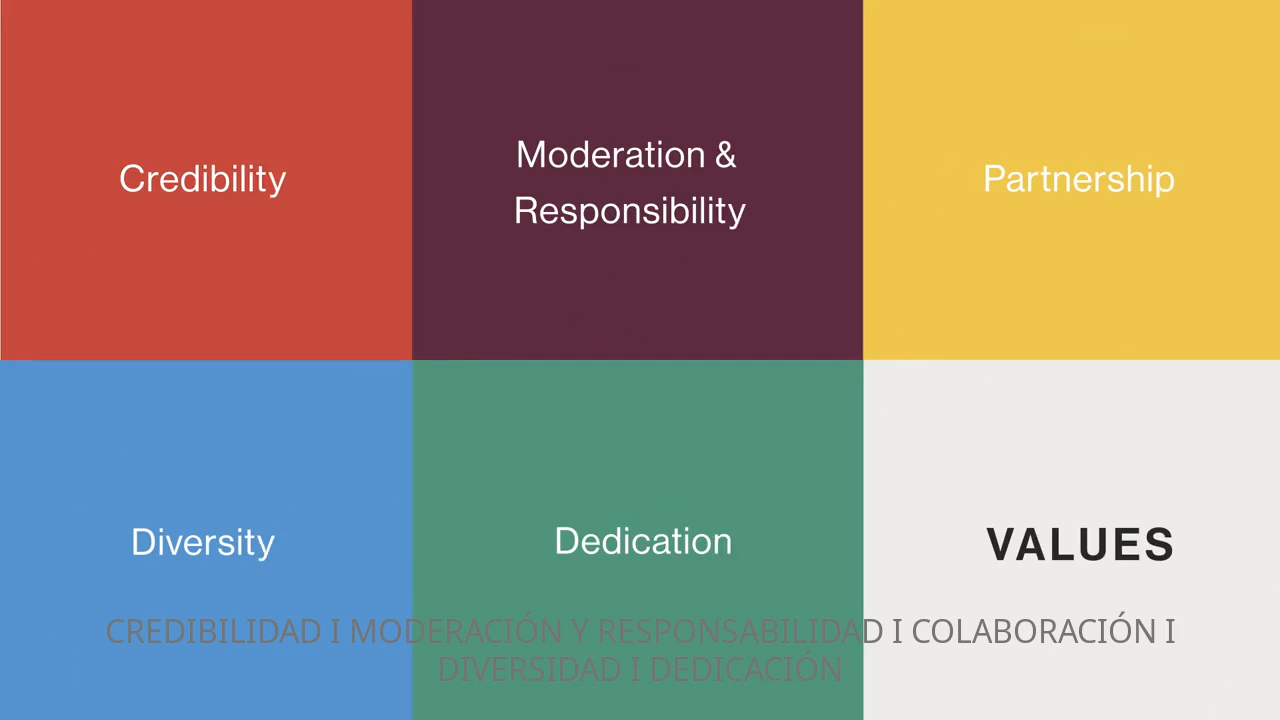 Credibility
Moderation &
Responsibility
Partnership
Diversity
Dedication
VALUES
CREDIBILIDAD I MODERACIÓN Y RESPONSABILIDAD I COLABORACIÓN I
DIVERSIDAD I DEDICACIÓN